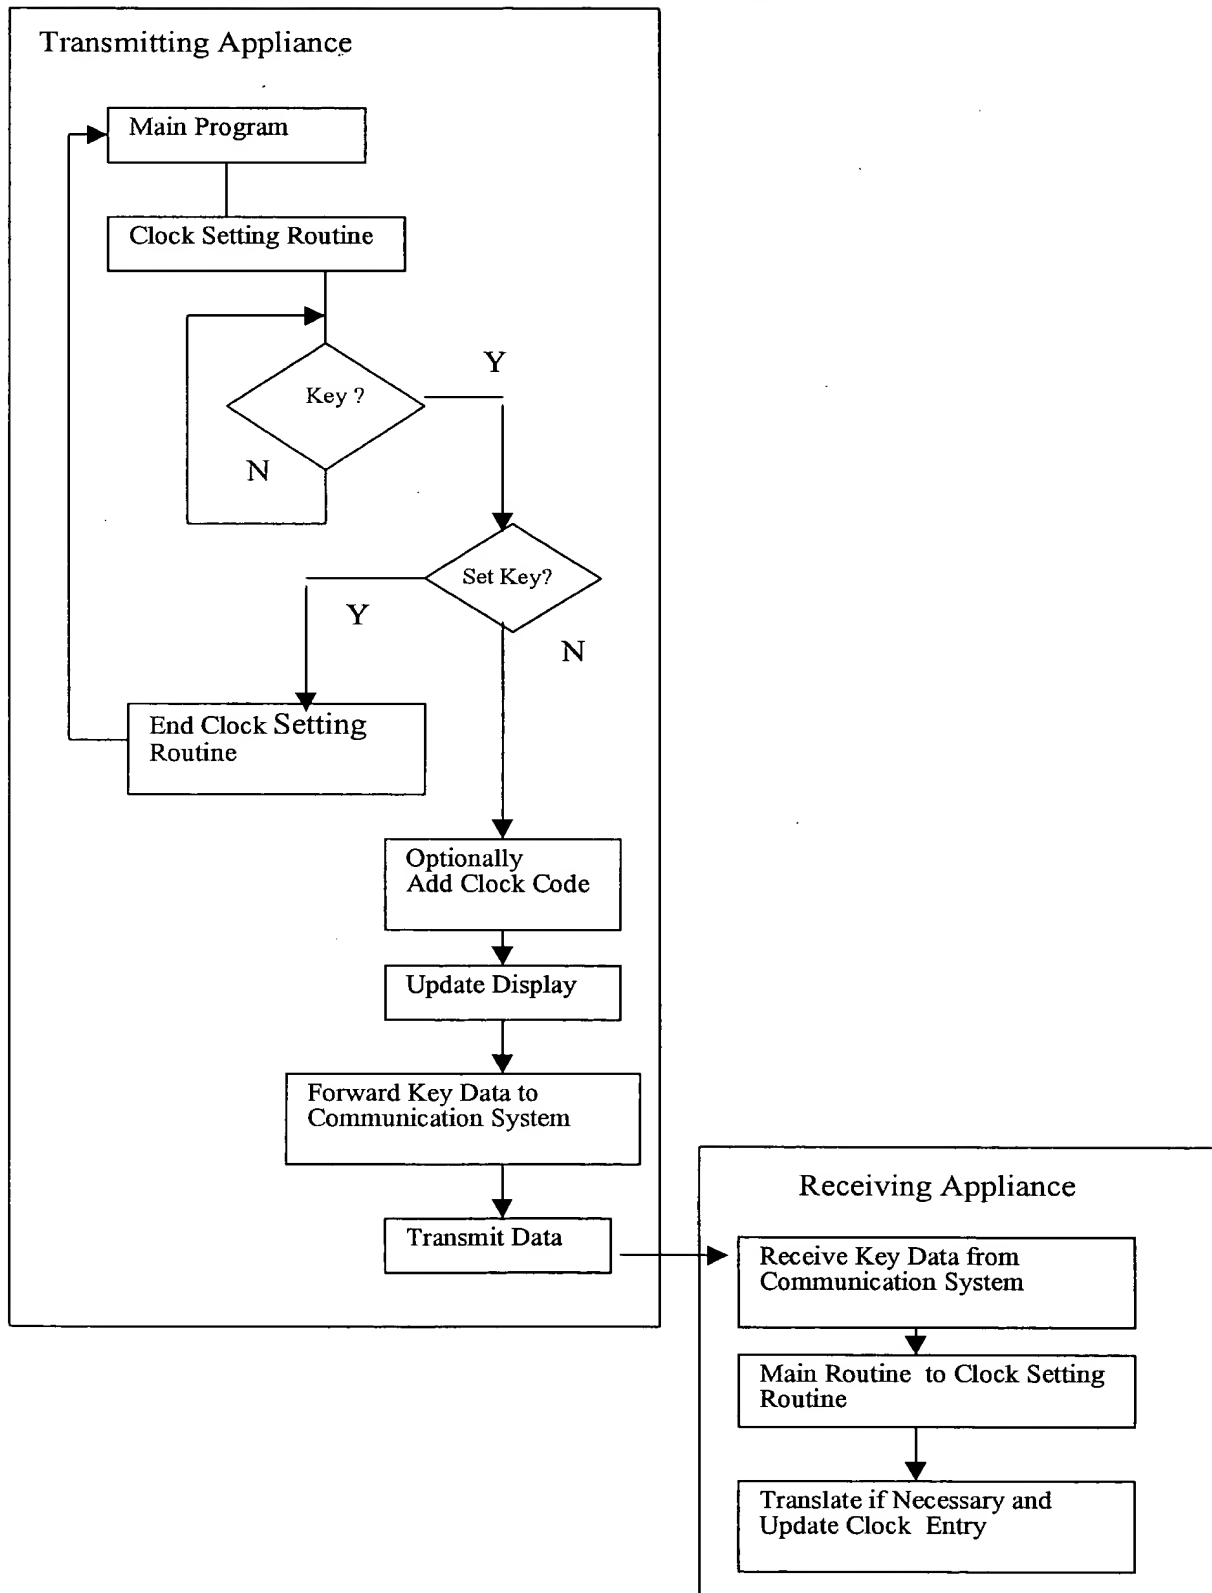 Transmitting Appliance
Main Program
Clock Setting Routine
Key ?
Y
N
Set Key?
Y
N
End Clock Setting
Routine
Optionally
Add Clock Code
Update Display
Forward Key Data to
Communication System
Transmit Data
Receiving Appliance
Receive Key Data from
Communication System
Main Routine to Clock Setting
Routine
Translate if Necessary and
Update Clock Entry